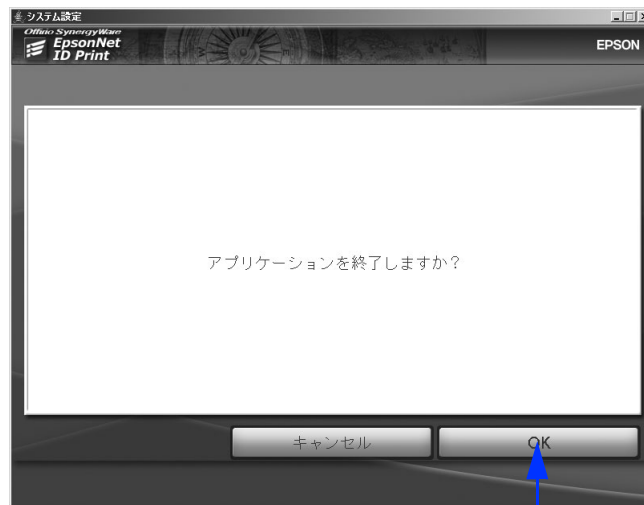 システム設定
Offirio SynergyWare
EpsonNet
ID Print
EPSON
アプリケーションを終了しますか？
キャンセル
OK